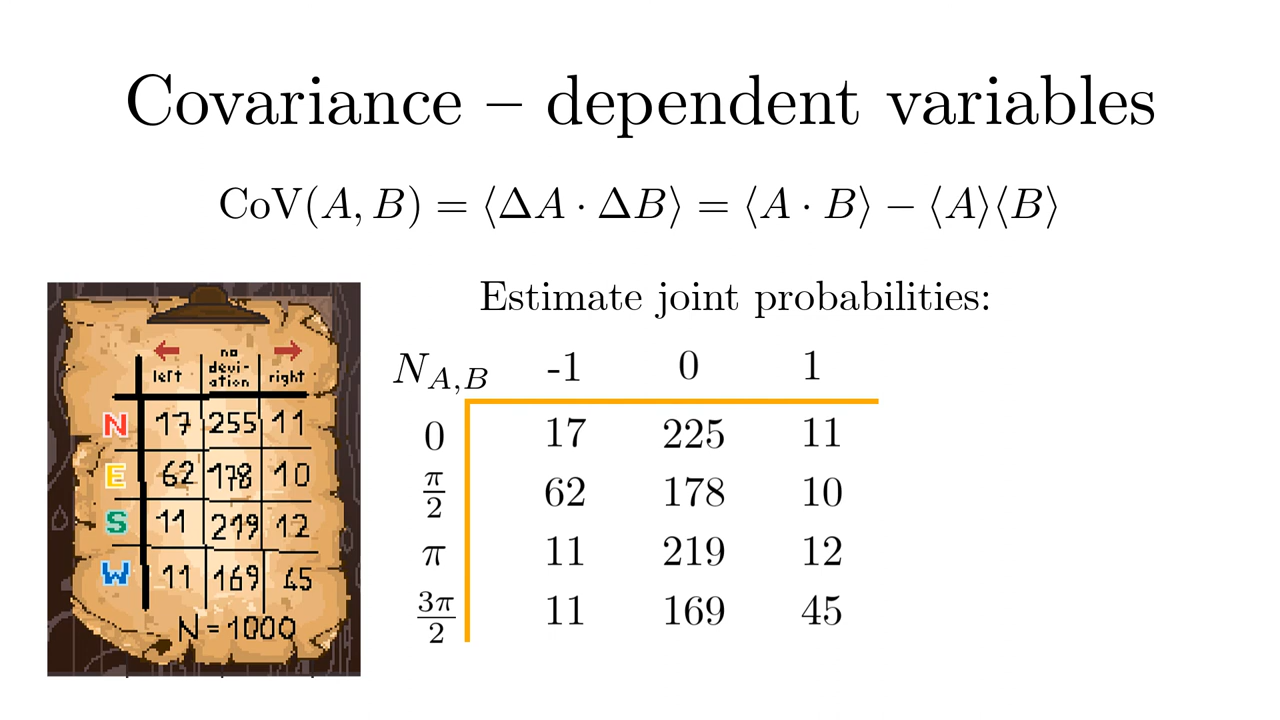 Covariance – dependent variables
CoV(A, B) = ⟨ΔA · ΔB⟩ = ⟨A · B⟩ − ⟨A⟩⟨B⟩
Estimate joint probabilities:
← no devi-ation →
left right
N 17 255 11
E 62 178 10
S 11 219 12
W 11 169 45
N = 1000
N_{A,B} -1 0 1
0 17 225 11
π/2 62 178 10
π 11 219 12
3π/2 11 169 45